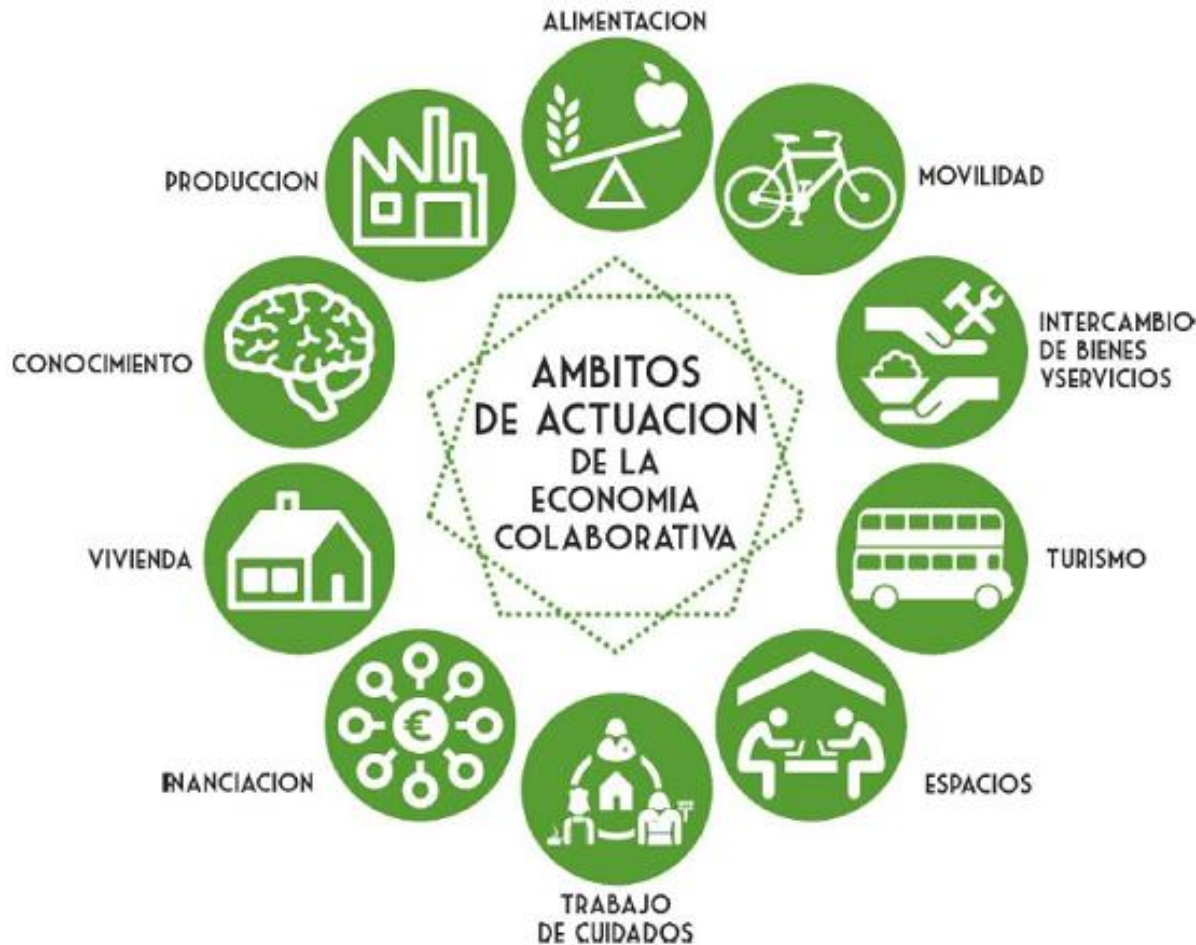 ALIMENTACION
MOVILIDAD
INTERCAMBIO
DE BIENES
YSERVICIOS
TURISMO
ESPACIOS
TRABAJO
DE CUIDADOS
FINANCIACION
VIVIENDA
CONOCIMIENTO
PRODUCCION
AMBITOS
DE ACTUACION
DE LA
ECONOMIA
COLABORATIVA
€